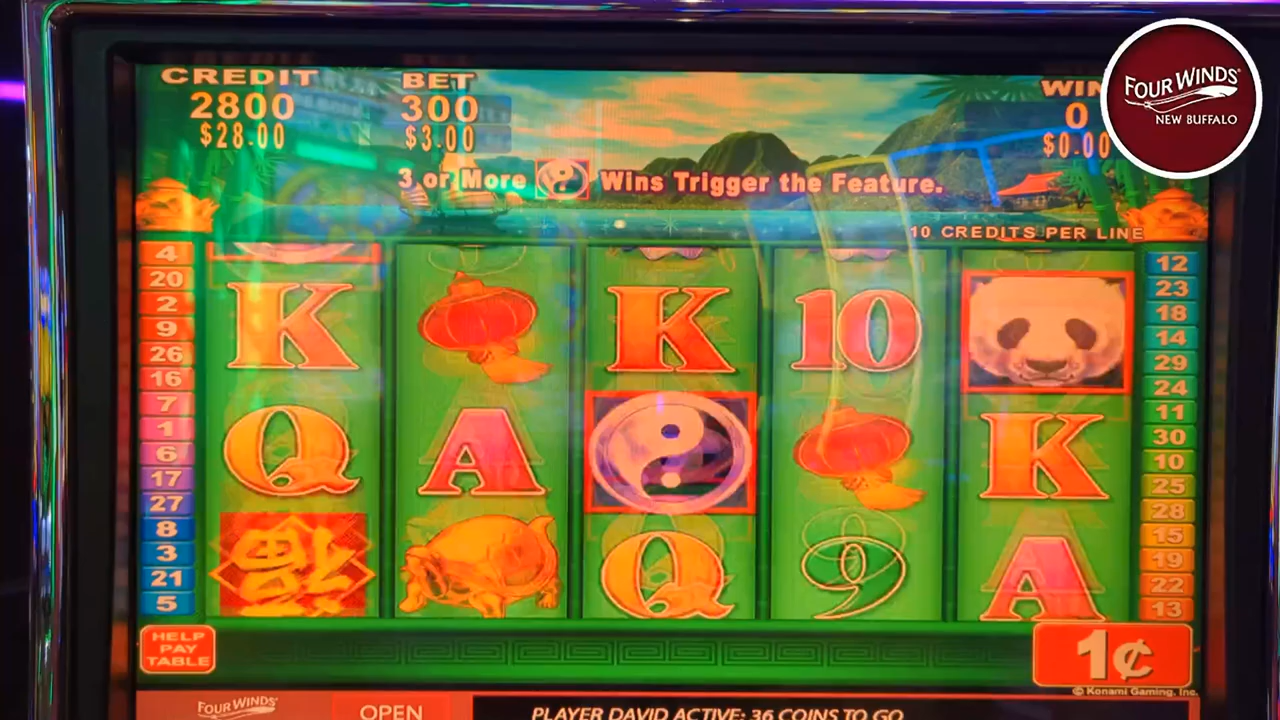 CREDIT
2800
$28.00
BET
300
$3.00
WIN
0
$0.00
FOUR WINDS®
NEW BUFFALO
3 or More
Wins Trigger the Feature.
10 CREDITS PER LINE
4
20
2
9
26
16
7
1
6
17
27
8
3
21
5
K
K
10
Q
A
K
福
Q
9
A
12
23
18
14
29
24
11
30
10
25
28
15
19
22
13
HELP
PAY
TABLE
1¢
© Konami Gaming, Inc.
FOUR WINDS®
OPEN
PLAYER DAVID ACTIVE: 36 COINS TO GO